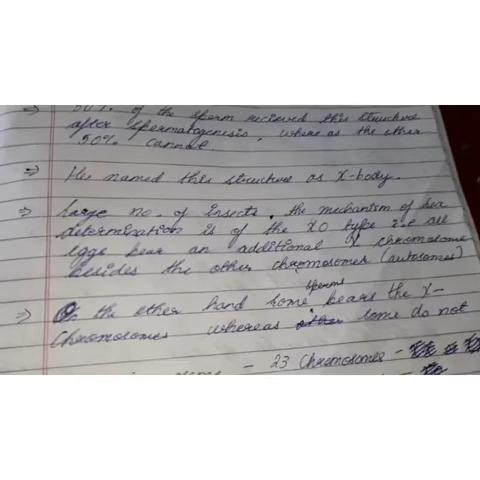 ⇒ 50% of the sperm recieved this structure
after spermatogenesis, where as the other
50% cannot.
⇒ He named this structure as X-body.
⇒ Large no. of insects, the mechanism of sex
determination is of the XO type i.e all
eggs bear an additional X chromosome
besides the other chromosomes (autosomes)
sperms
⇒ On the other hand some bears the X-
Chromosomes whereas some do not
- 23 Chromosomes -